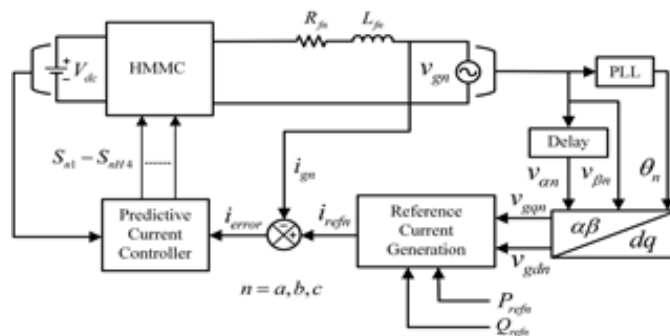 R_fn L_fn
+ V_dc -
HMMC
v_gn
PLL
S_n1 - S_nH4
i_gn
Delay
v_αn v_βn θ_n
Predictive
Current
Controller
i_error
- +
i_refn
Reference
Current
Generation
v_gqn
v_gdn
αβ
dq
n = a, b, c
P_refn
Q_refn